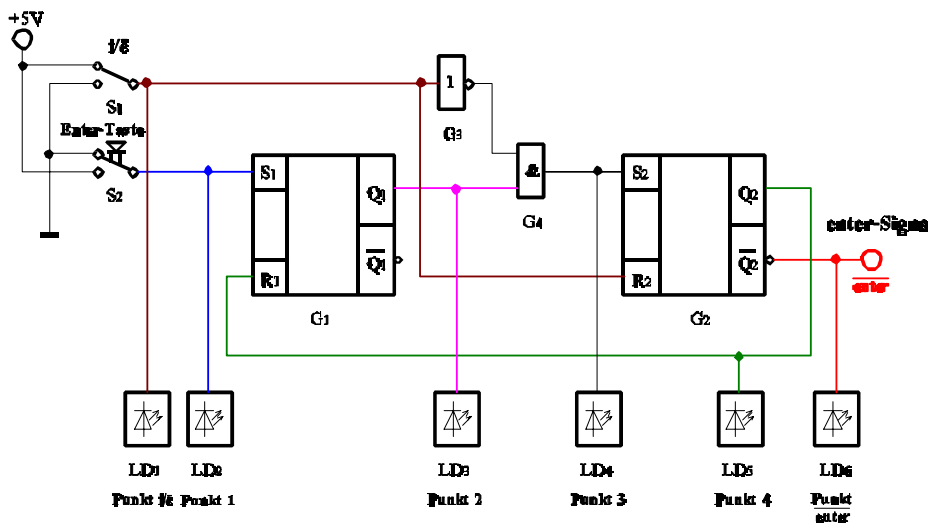 +5V
S1
Enter-Taste
S2
S1
Q1
Q1
R1
G1
1
G3
&
G4
S2
Q2
Q2
R2
G2
enter-Signa
enter
LD1
LD2
LD3
LD4
LD5
LD6
Punkt
Punkt 1
Punkt 2
Punkt 3
Punkt 4
Punkt
enter